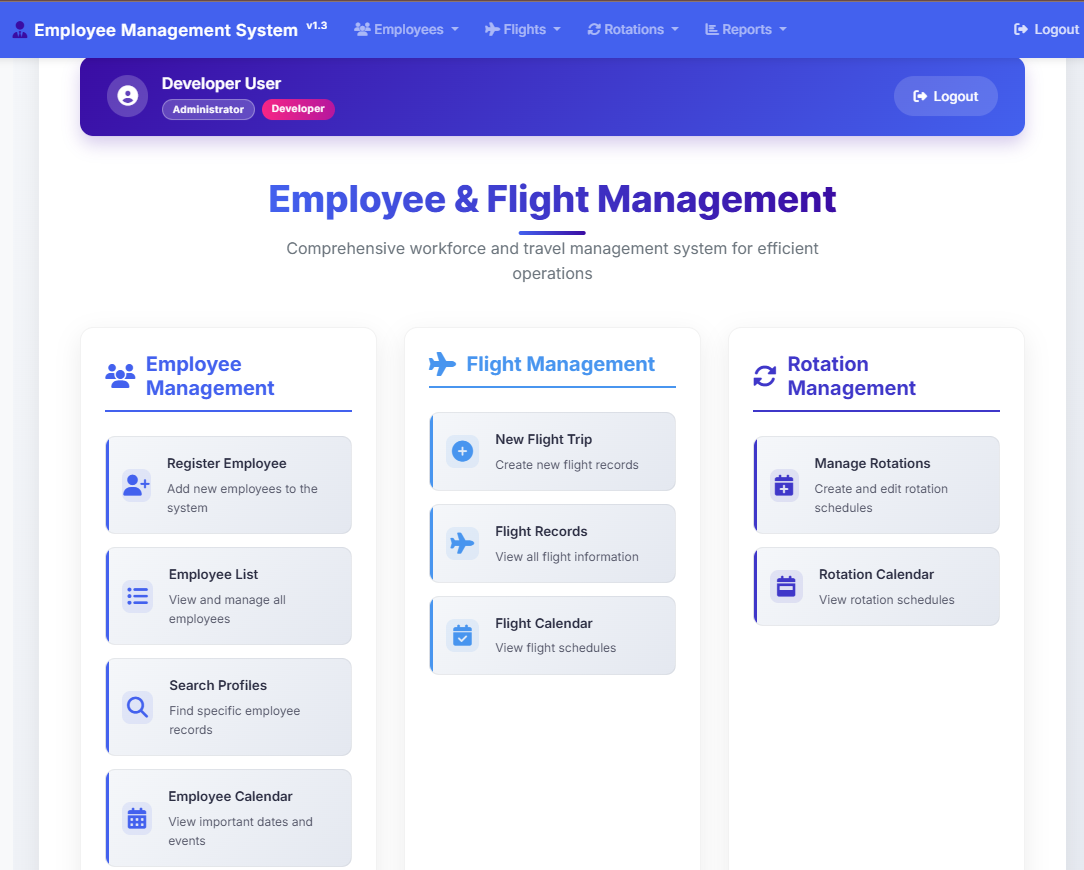 Employee Management System v1.3 Employees Flights Rotations Reports Logout
Developer User
Administrator Developer
Logout
Employee & Flight Management
Comprehensive workforce and travel management system for efficient
operations
Employee
Management
Register Employee
Add new employees to the
system
Employee List
View and manage all
employees
Search Profiles
Find specific employee
records
Employee Calendar
View important dates and
events
Flight Management
New Flight Trip
Create new flight records
Flight Records
View all flight information
Flight Calendar
View flight schedules
Rotation
Management
Manage Rotations
Create and edit rotation
schedules
Rotation Calendar
View rotation schedules